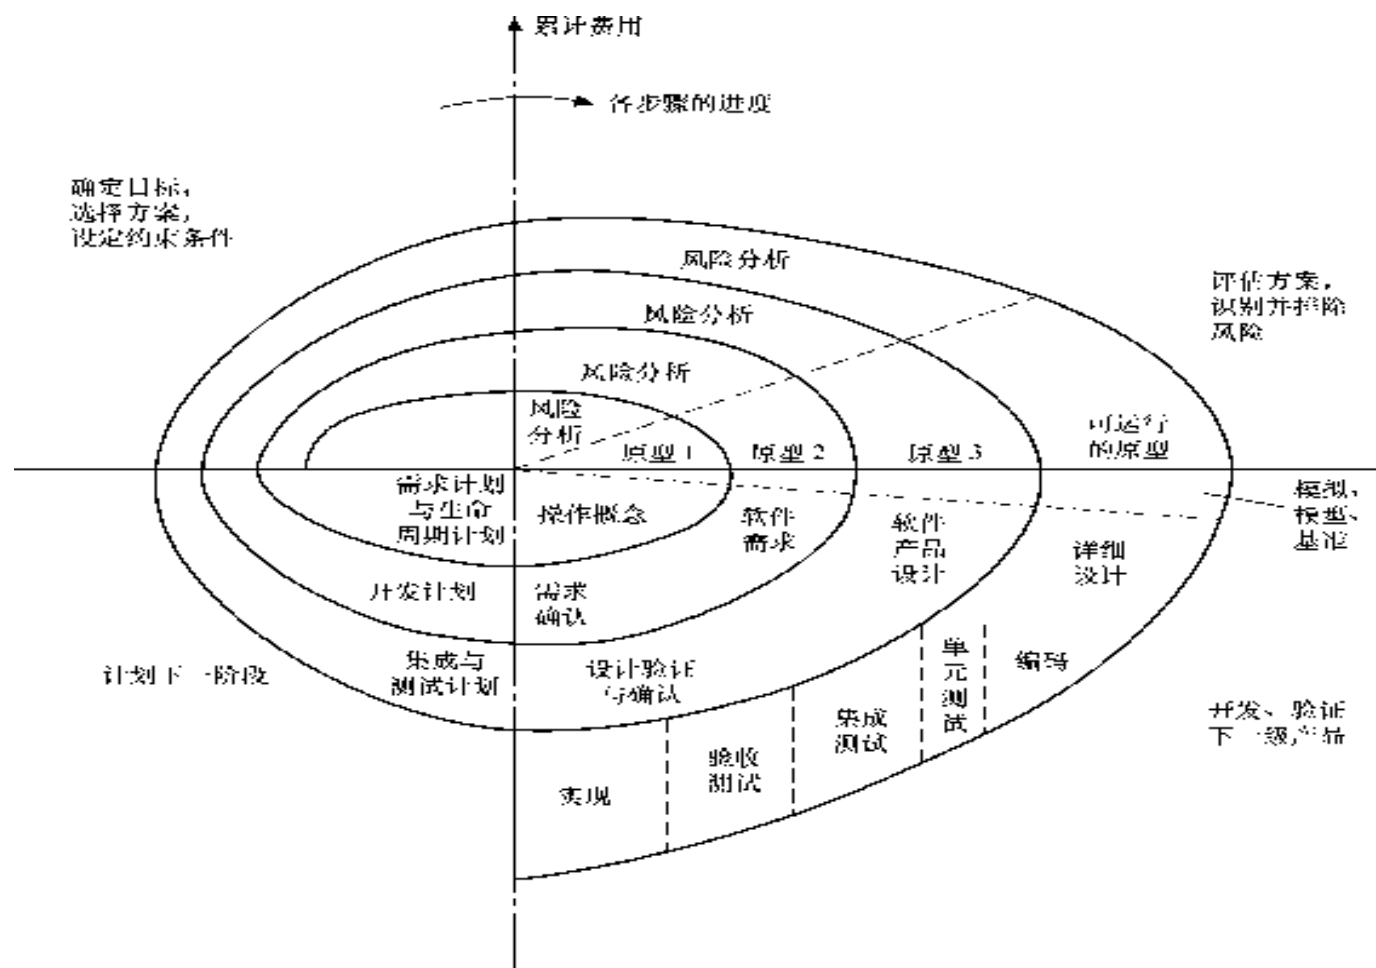 累计费用
各步骤的进度
确定目标，
选择方案，
设定约束条件
风险分析
评估方案，
识别并排除
风险
风险分析
风险分析
风险
分析
原型 1
原型 2
原型 3
可运行
的原型
需求计划
与生命
周期计划
操作概念
软件
需求
软件
产品
设计
详细
设计
模拟、
模型、
基准
开发计划
需求
确认
计划下一阶段
集成与
测试计划
设计验证
与确认
单
元
测
试
编码
开发、验证
下一级产品
集成
测试
验收
测试
实现